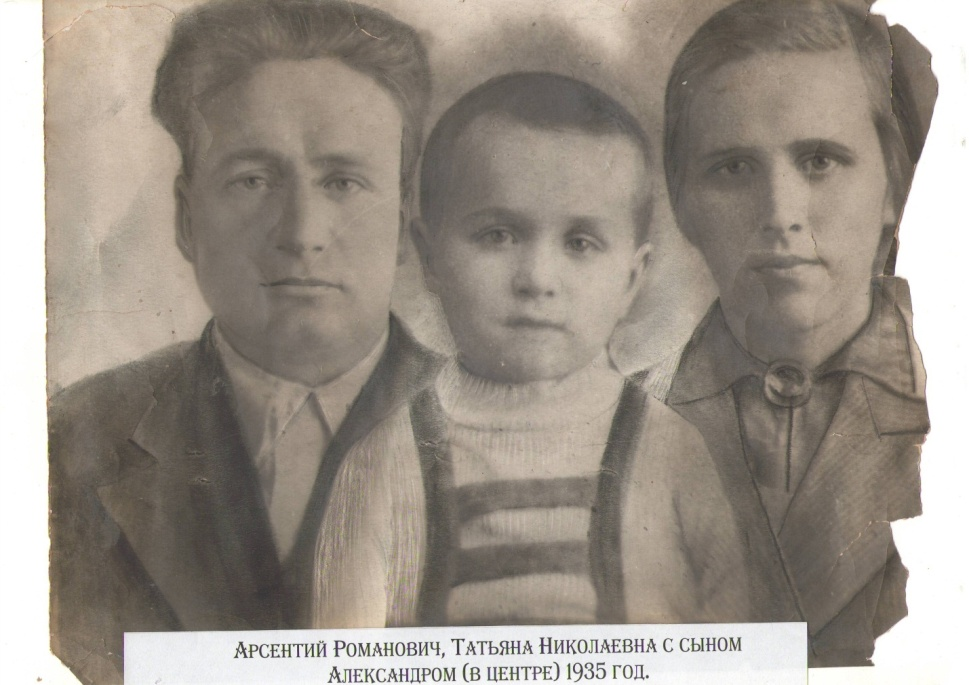 Арсентий Романович, Татьяна Николаевна с сыном
Александром (в центре) 1935 год.